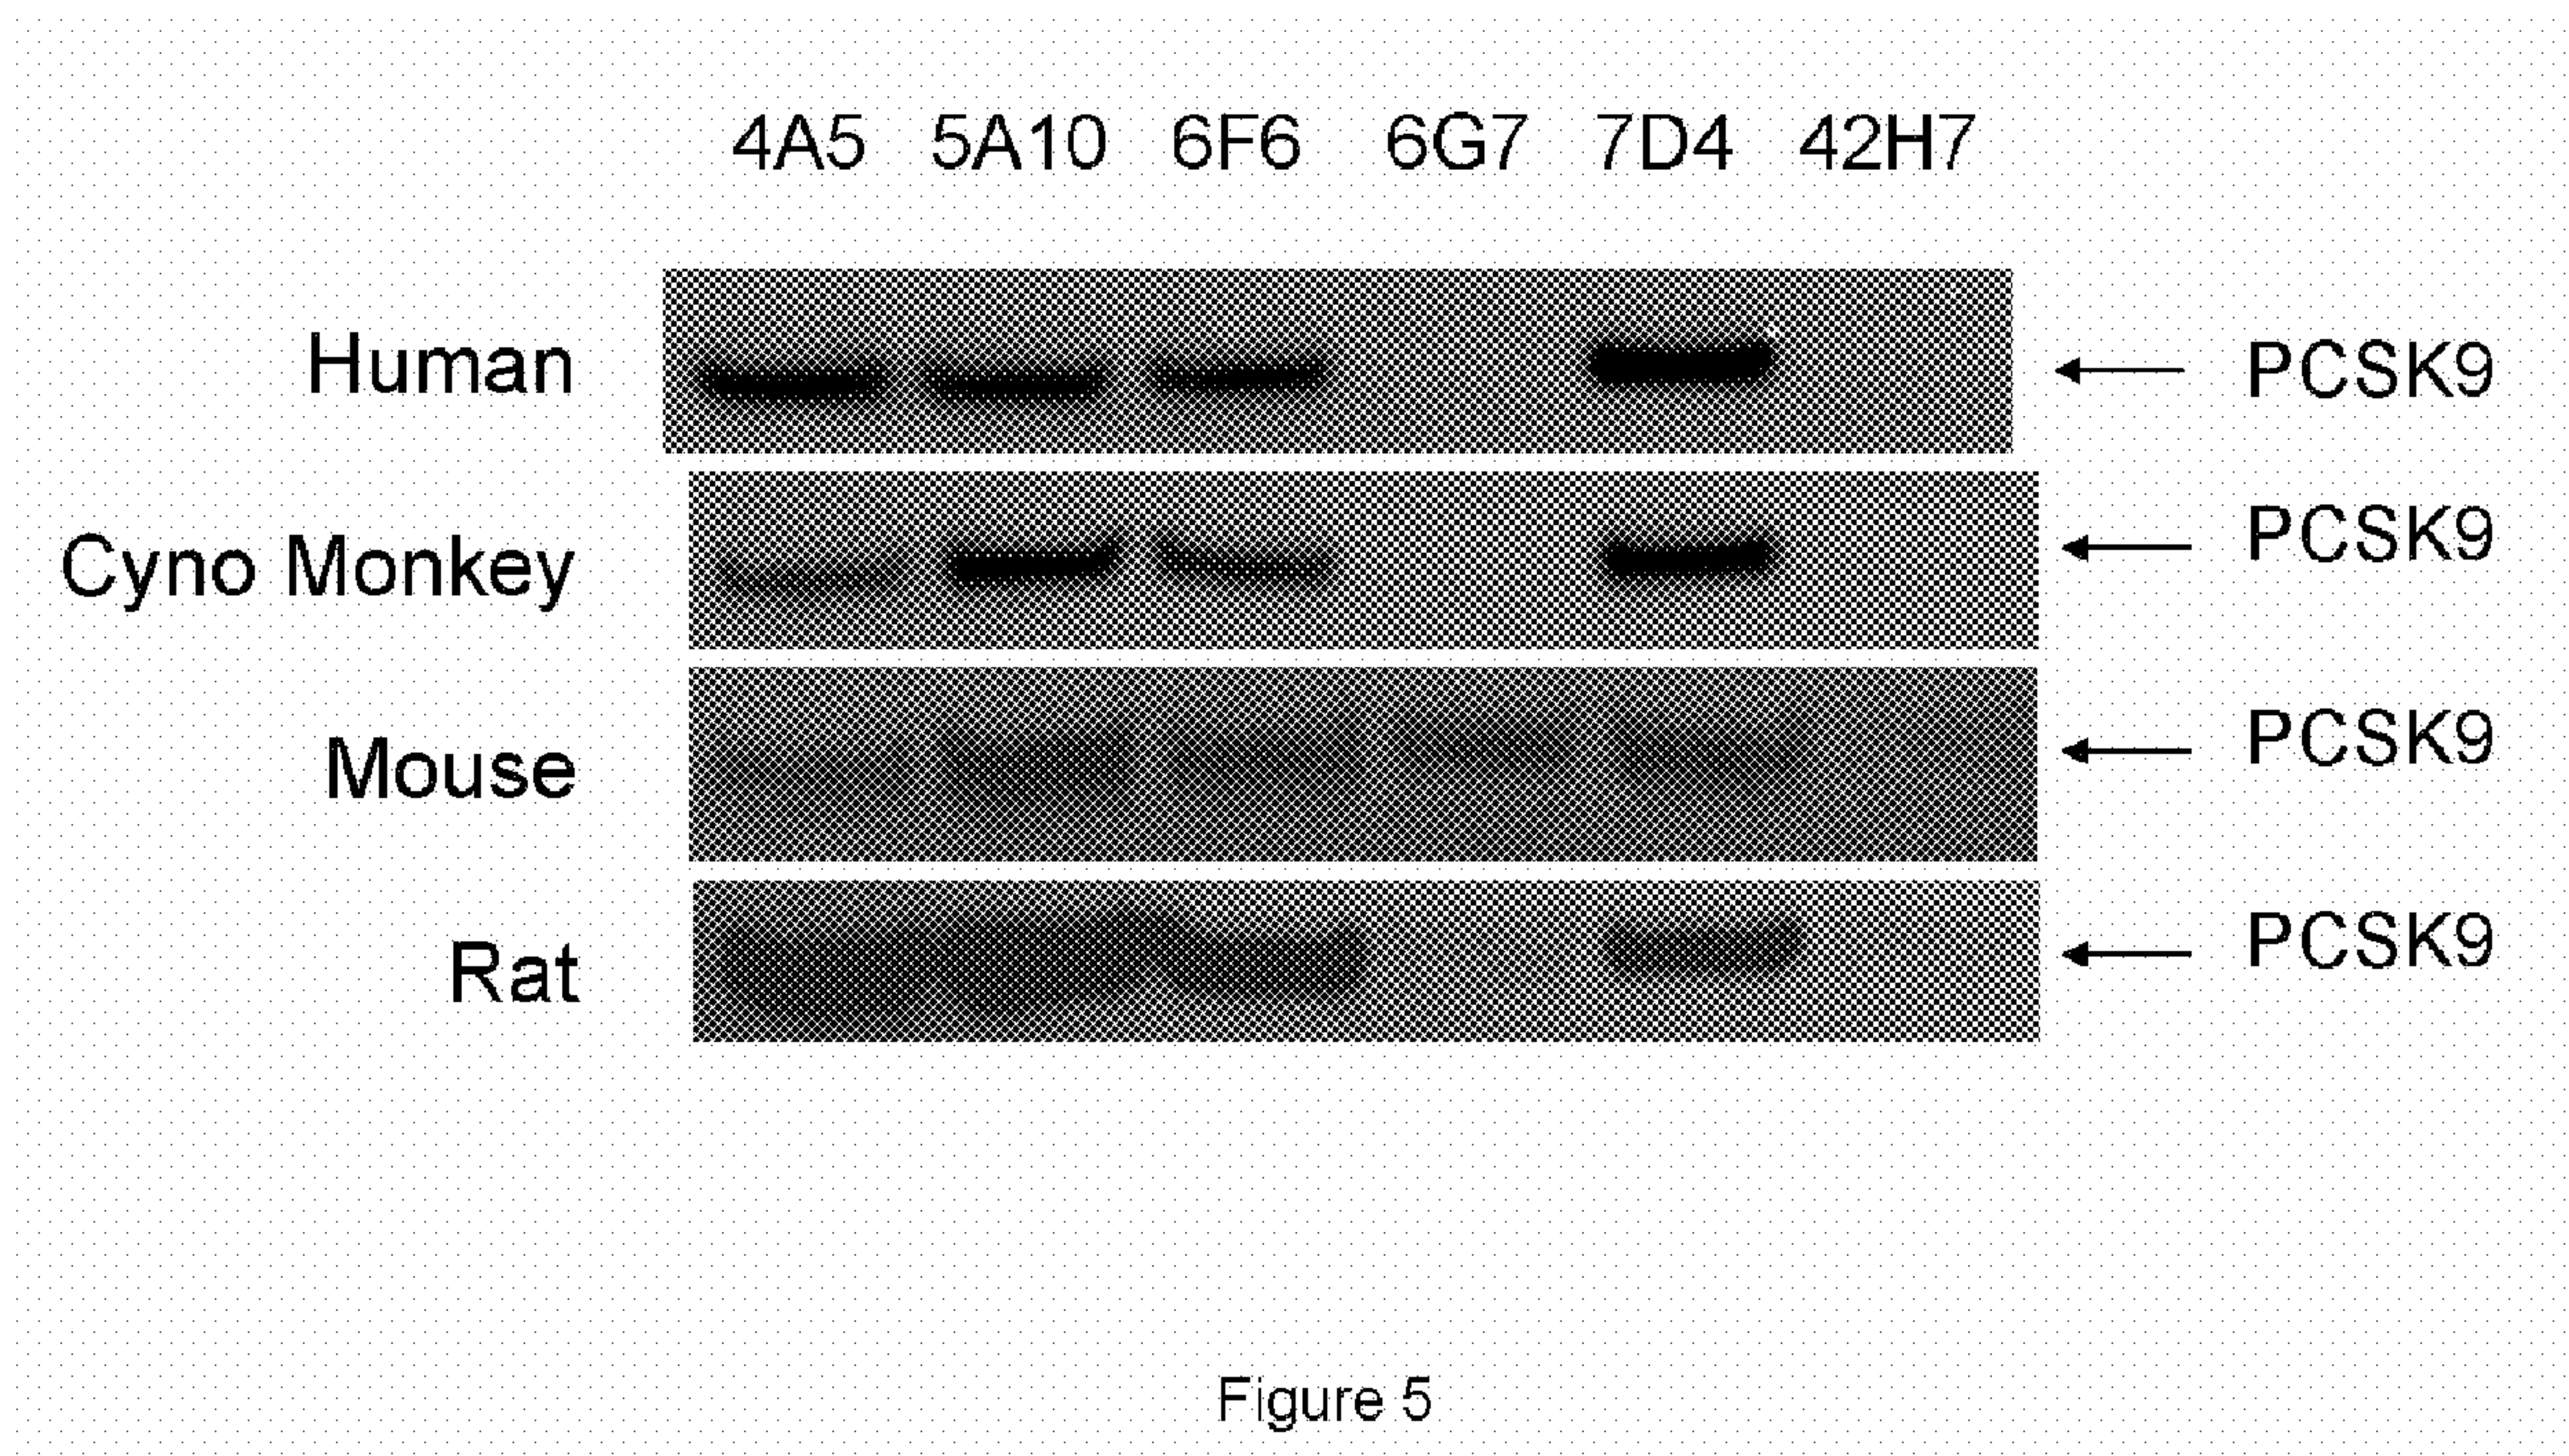 4A5 5A10 6F6 6G7 7D4 42H7
Human PCSK9
Cyno Monkey PCSK9
Mouse PCSK9
Rat PCSK9
Figure 5